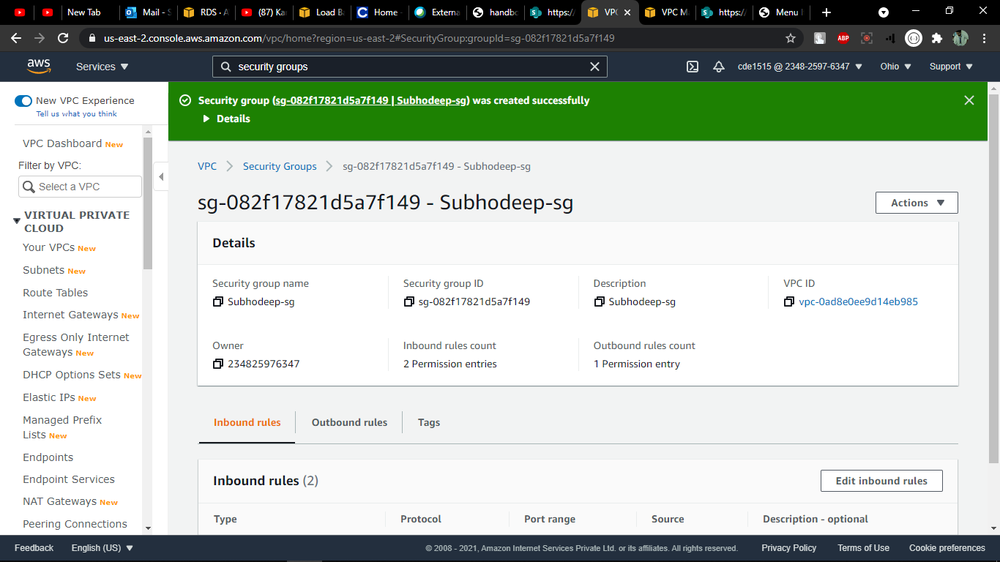 New Tab
Mail - S
RDS · A
(87) Ka
Load Ba
Home -
Externa
handbo
https:/
VPC
VPC Ma
https:/
Menu
us-east-2.console.aws.amazon.com/vpc/home?region=us-east-2#SecurityGroup:groupId=sg-082f17821d5a7f149
ABP
aws
Services
security groups
cde1515 @ 2348-2597-6347
Ohio
Support
New VPC Experience
Tell us what you think
Security group (sg-082f17821d5a7f149 | Subhodeep-sg) was created successfully
Details
VPC Dashboard New
Filter by VPC:
Select a VPC
VIRTUAL PRIVATE
CLOUD
Your VPCs New
Subnets New
Route Tables
Internet Gateways New
Egress Only Internet
Gateways New
DHCP Options Sets New
Elastic IPs New
Managed Prefix
Lists New
Endpoints
Endpoint Services
NAT Gateways New
Peering Connections
VPC
Security Groups
sg-082f17821d5a7f149 - Subhodeep-sg
sg-082f17821d5a7f149 - Subhodeep-sg
Actions
Details
Security group name
Subhodeep-sg
Security group ID
sg-082f17821d5a7f149
Description
Subhodeep-sg
VPC ID
vpc-0ad8e0ee9d14eb985
Owner
234825976347
Inbound rules count
2 Permission entries
Outbound rules count
1 Permission entry
Inbound rules
Outbound rules
Tags
Inbound rules (2)
Edit inbound rules
Type
Protocol
Port range
Source
Description - optional
Feedback
English (US)
© 2008 - 2021, Amazon Internet Services Private Ltd. or its affiliates. All rights reserved.
Privacy Policy
Terms of Use
Cookie preferences